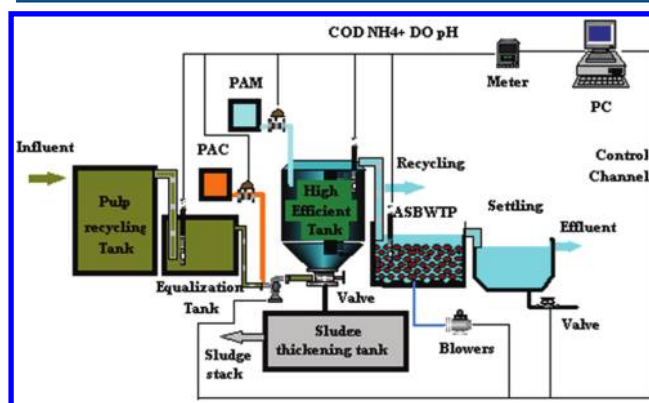 COD NH4+ DO pH
PAM
Meter
PC
Influent
PAC
Recycling
Control
Channel
Pulp
recycling
Tank
High
Efficient
Tank
ASBWTP
Settling
Effluent
Equalization
Tank
Valve
Valve
Sludge
thickening tank
Sludge
stack
Blowers